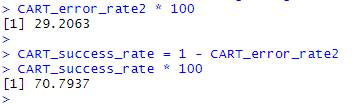 > CART_error_rate2 * 100
[1] 29.2063
>
> CART_success_rate = 1 - CART_error_rate2
> CART_success_rate * 100
[1] 70.7937
>